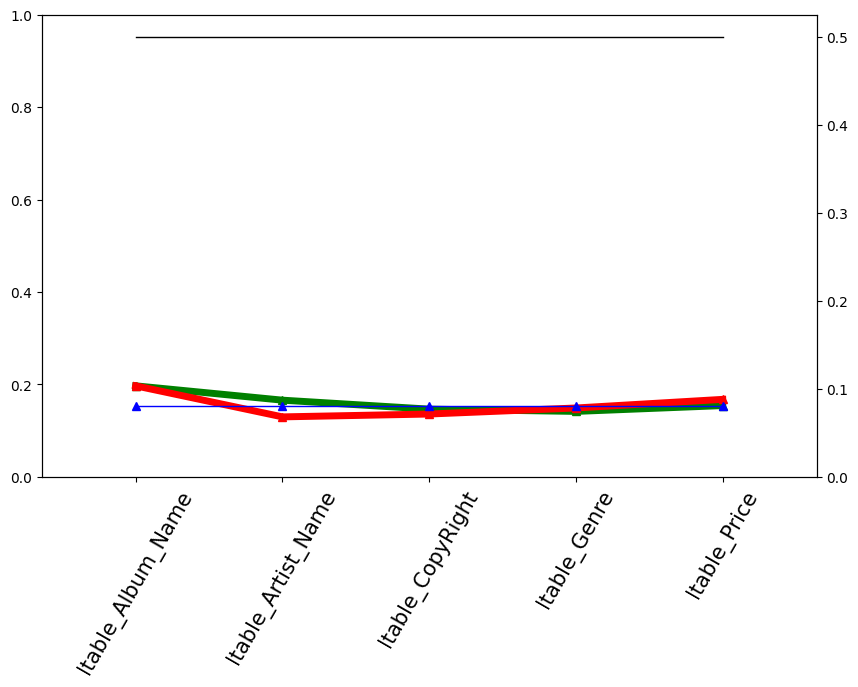 1.0
0.8
0.6
0.4
0.2
0.0
0.5
0.4
0.3
0.2
0.1
0.0
ltable_Album_Name
ltable_Artist_Name
ltable_CopyRight
ltable_Genre
ltable_Price